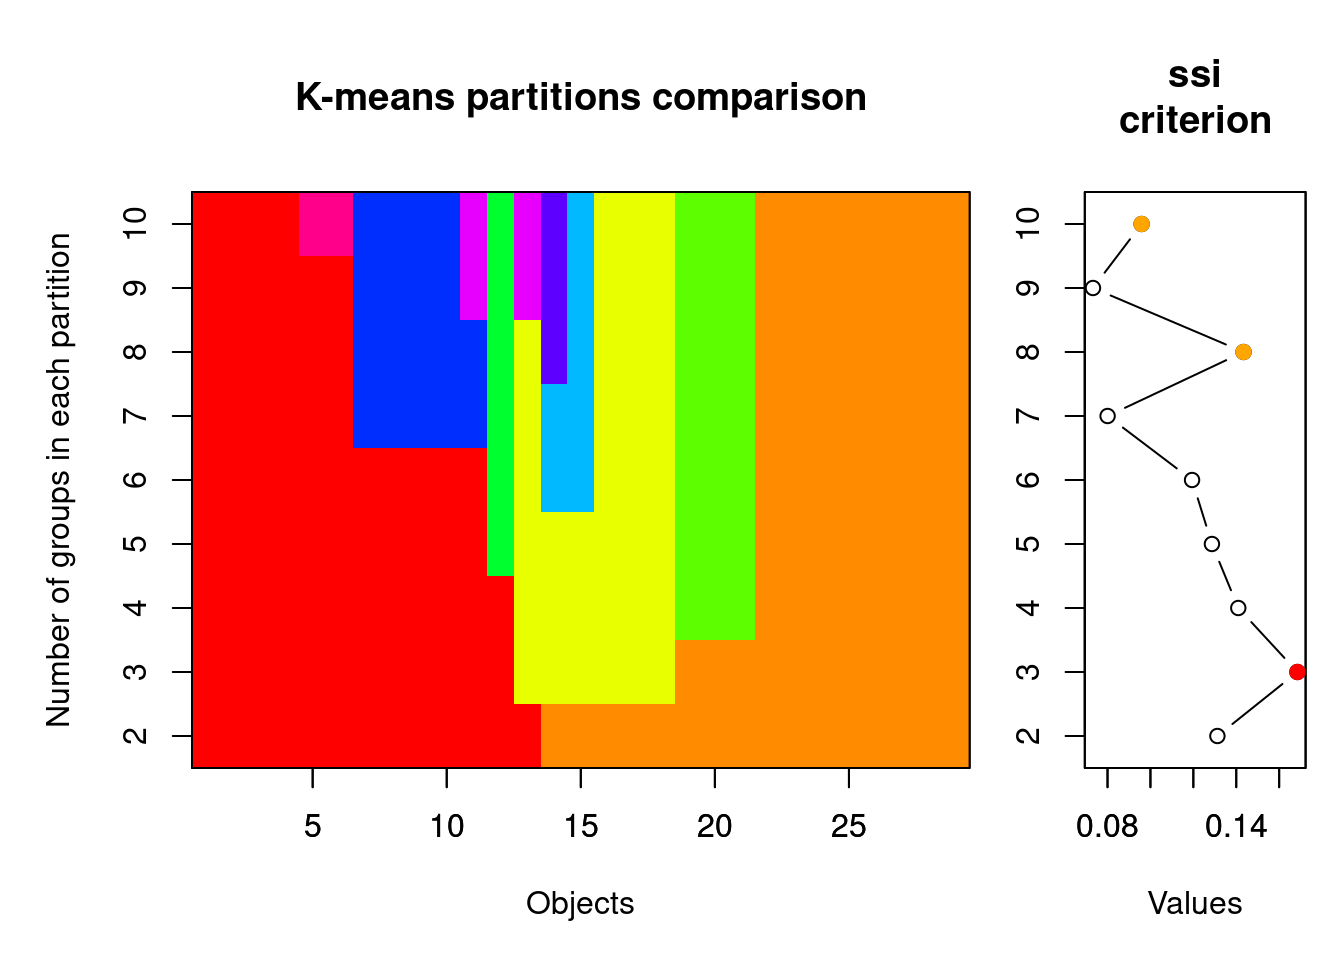 K-means partitions comparison
ssi
criterion
Number of groups in each partition
10
9
8
7
6
5
4
3
2
5 10 15 20 25
Objects
10
9
8
7
6
5
4
3
2
0.08 0.14
Values